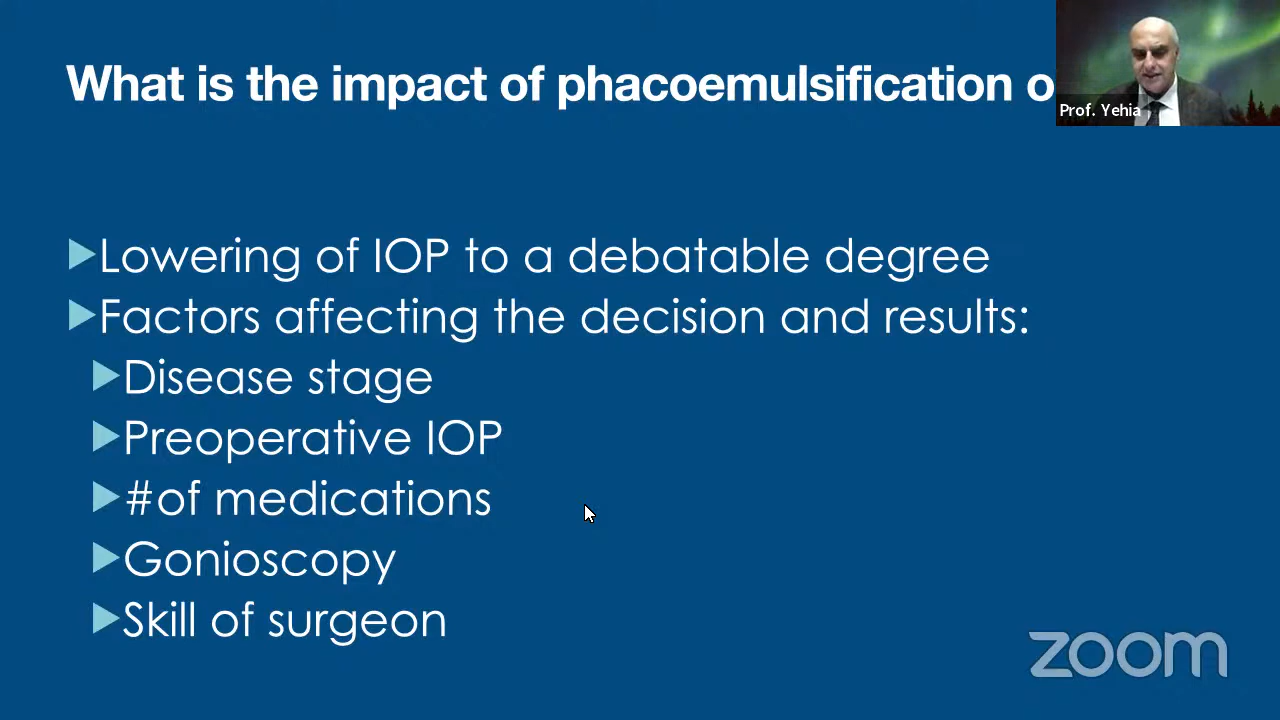 What is the impact of phacoemulsification o
Prof. Yehia
Lowering of IOP to a debatable degree
Factors affecting the decision and results:
Disease stage
Preoperative IOP
#of medications
Gonioscopy
Skill of surgeon
zoom